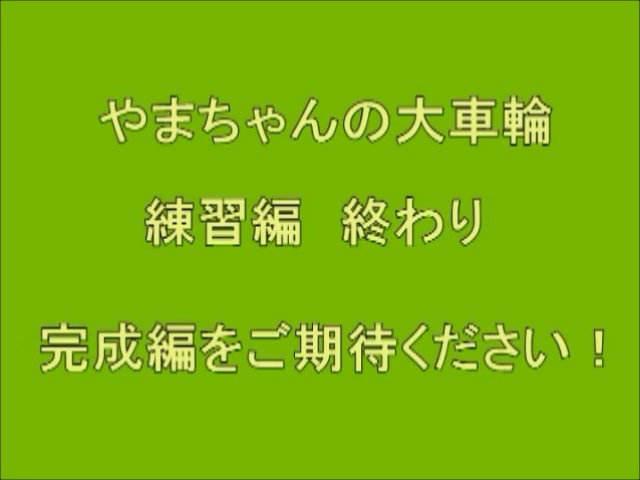 やまちゃんの大車輪
練習編　終わり
完成編をご期待ください！